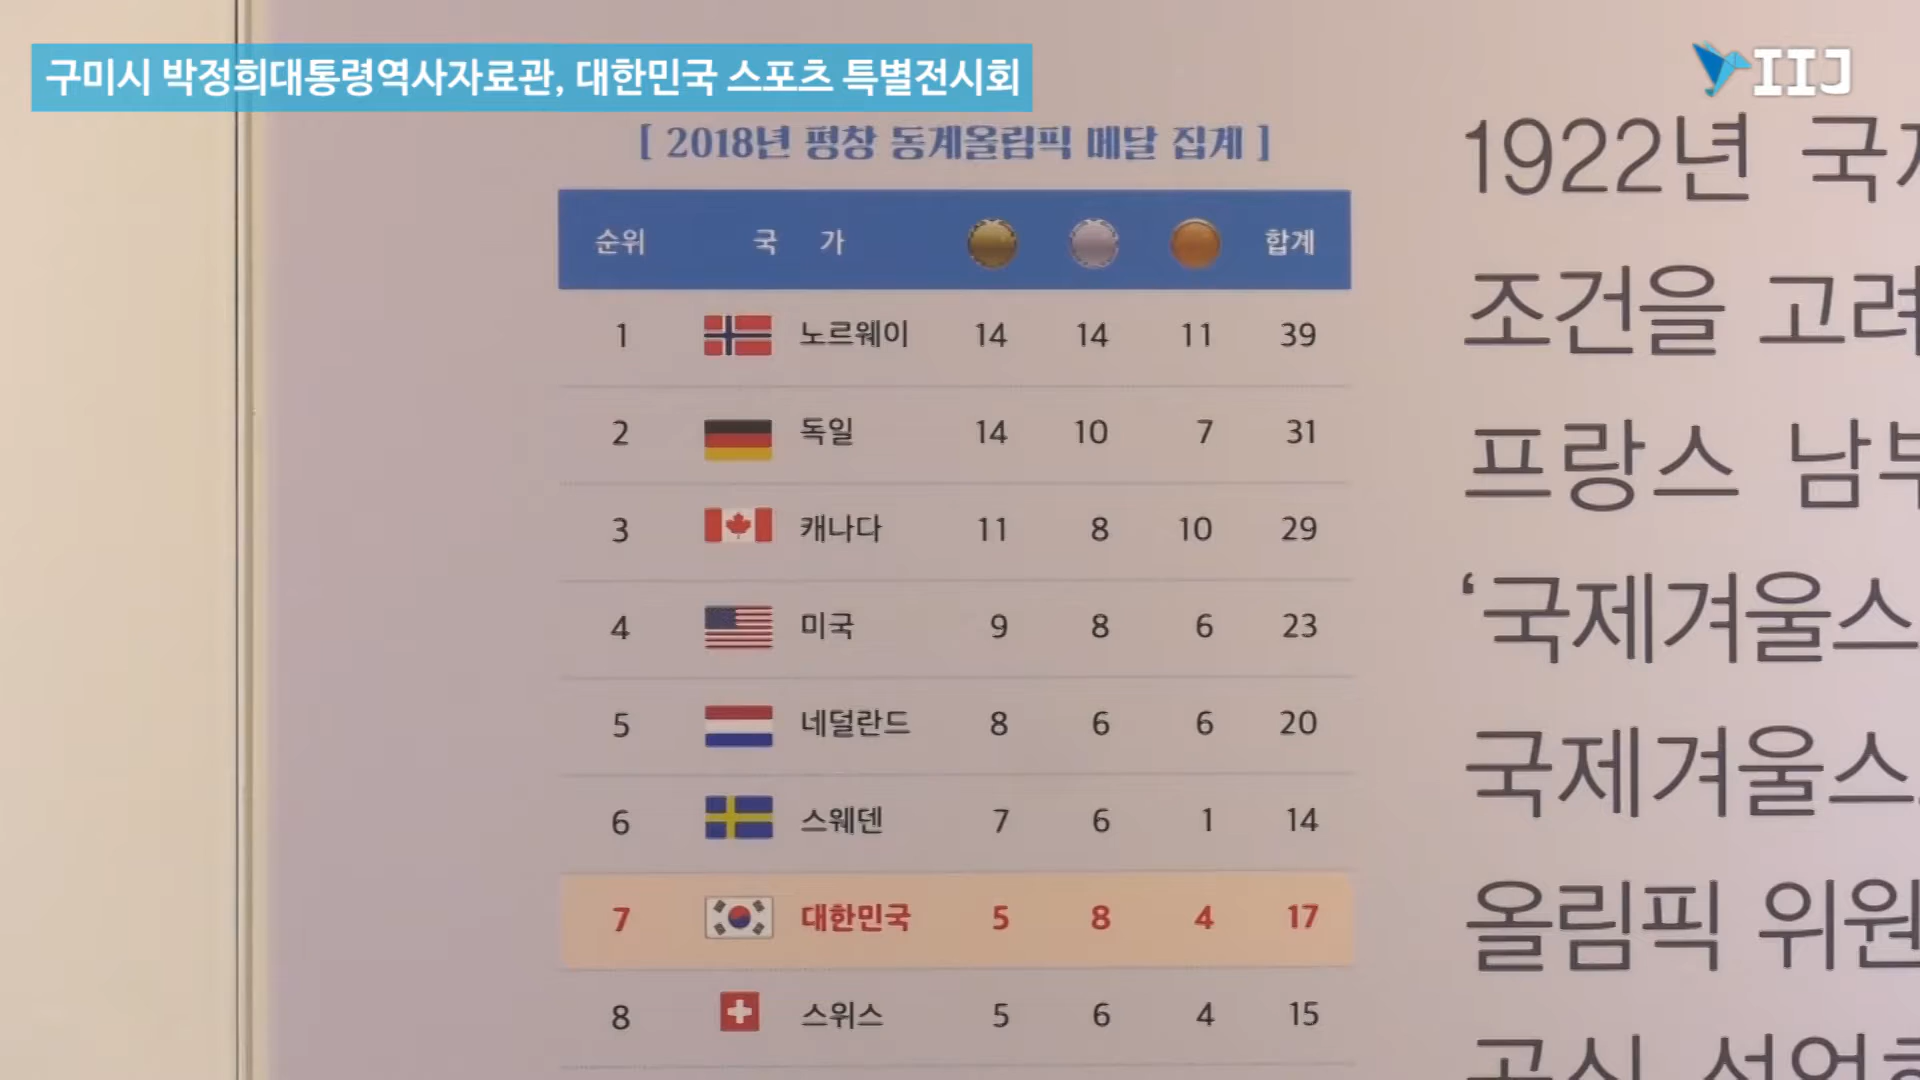 구미시 박정희대통령역사자료관, 대한민국 스포츠 특별전시회
IIJ
[ 2018년 평창 동계올림픽 메달 집계 ]
순위 국 가 합계
1 노르웨이 14 14 11 39
2 독일 14 10 7 31
3 캐나다 11 8 10 29
4 미국 9 8 6 23
5 네덜란드 8 6 6 20
6 스웨덴 7 6 1 14
7 대한민국 5 8 4 17
8 스위스 5 6 4 15
1922년
조건을
프랑스
‘국제겨울스
국제겨울스
올림픽 위원